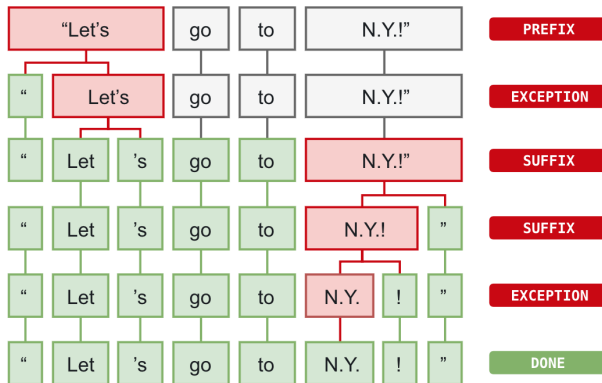 “Let’s go to N.Y.!” PREFIX
“ Let’s go to N.Y.!” EXCEPTION
“ Let ’s go to N.Y.!” SUFFIX
“ Let ’s go to N.Y.! ” SUFFIX
“ Let ’s go to N.Y. ! ” EXCEPTION
“ Let ’s go to N.Y. ! ” DONE